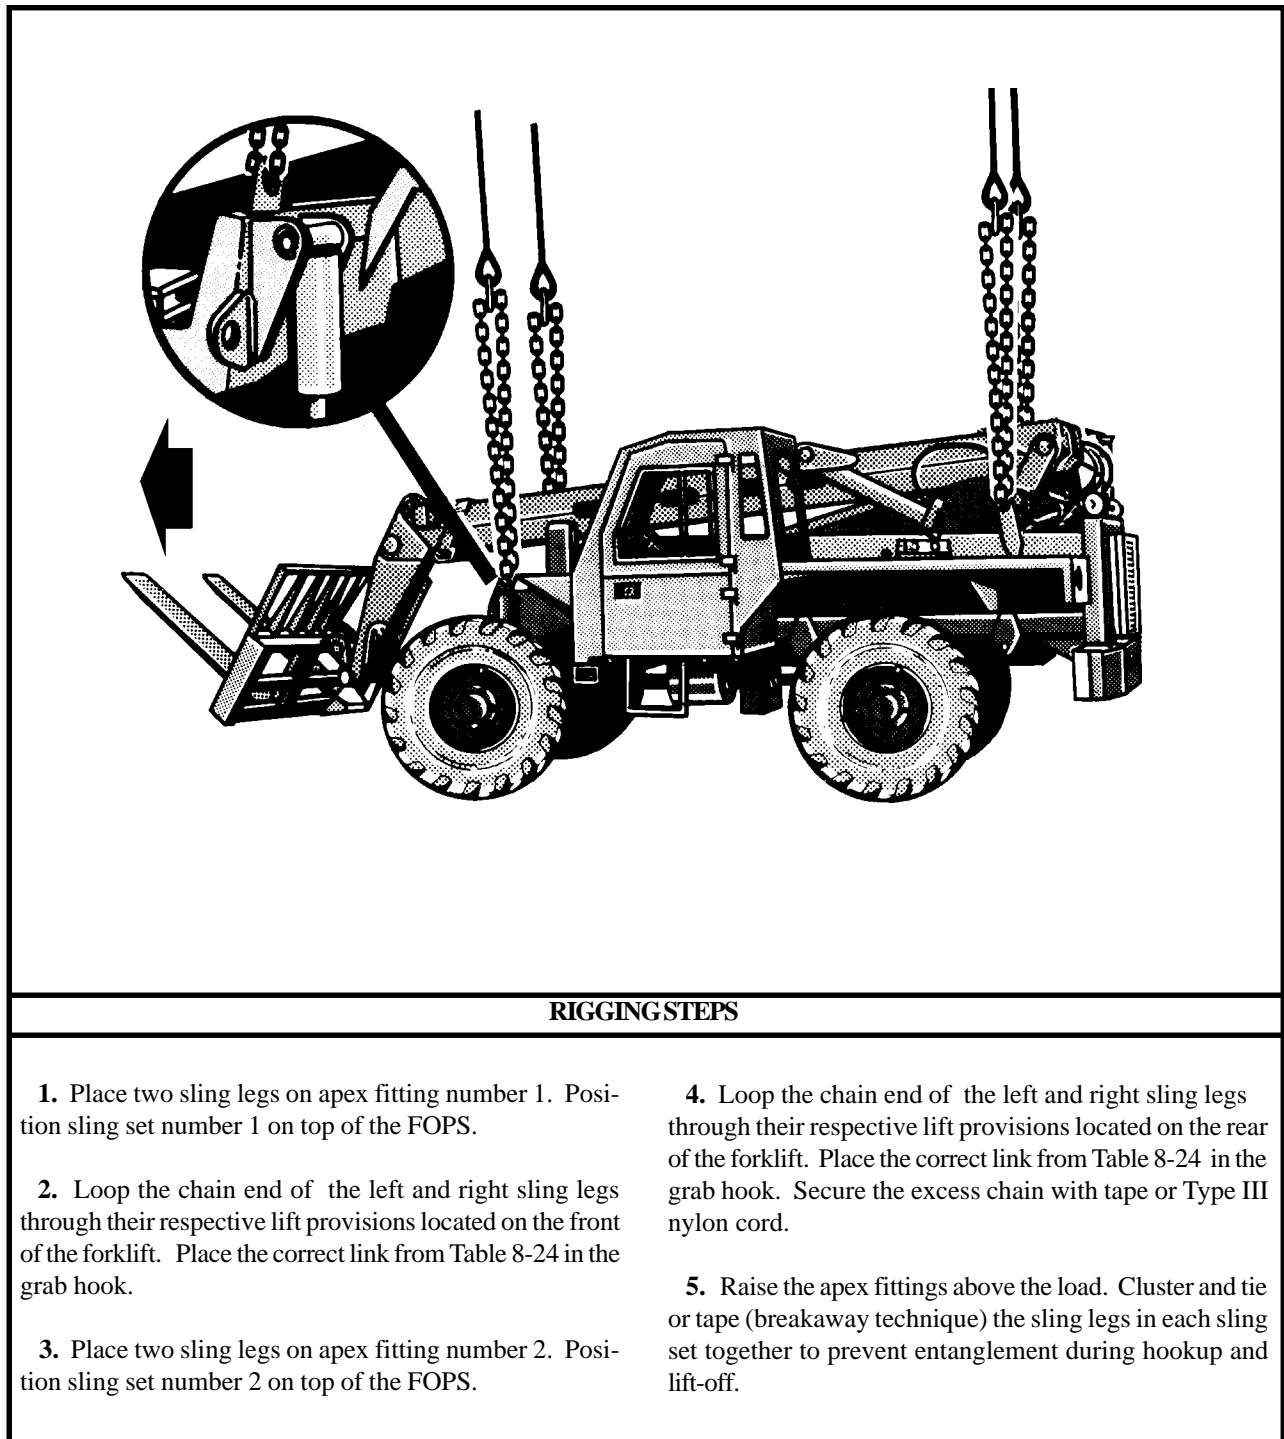 RIGGING STEPS
1. Place two sling legs on apex fitting number 1. Posi-
tion sling set number 1 on top of the FOPS.
2. Loop the chain end of the left and right sling legs
through their respective lift provisions located on the front
of the forklift. Place the correct link from Table 8-24 in the
grab hook.
3. Place two sling legs on apex fitting number 2. Posi-
tion sling set number 2 on top of the FOPS.
4. Loop the chain end of the left and right sling legs
through their respective lift provisions located on the rear
of the forklift. Place the correct link from Table 8-24 in the
grab hook. Secure the excess chain with tape or Type III
nylon cord.
5. Raise the apex fittings above the load. Cluster and tie
or tape (breakaway technique) the sling legs in each sling
set together to prevent entanglement during hookup and
lift-off.